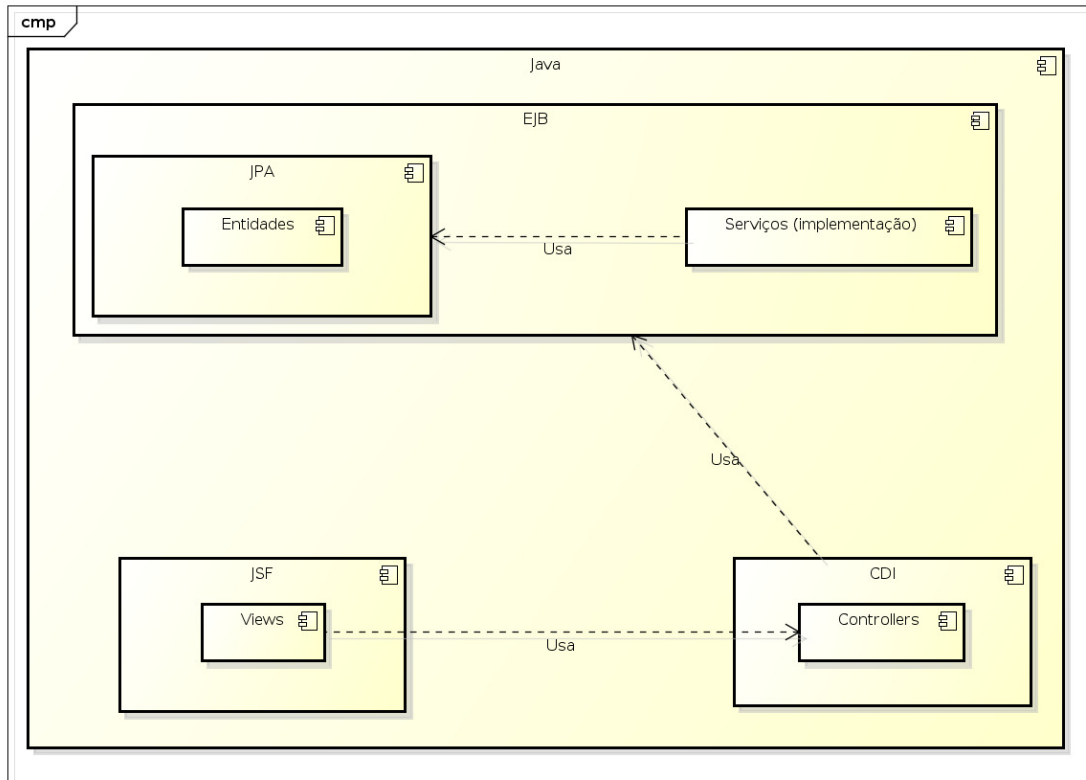 cmp
Java
EJB
JPA
Entidades
Serviços (implementação)
Usa
Usa
JSF
CDI
Views
Controllers
Usa